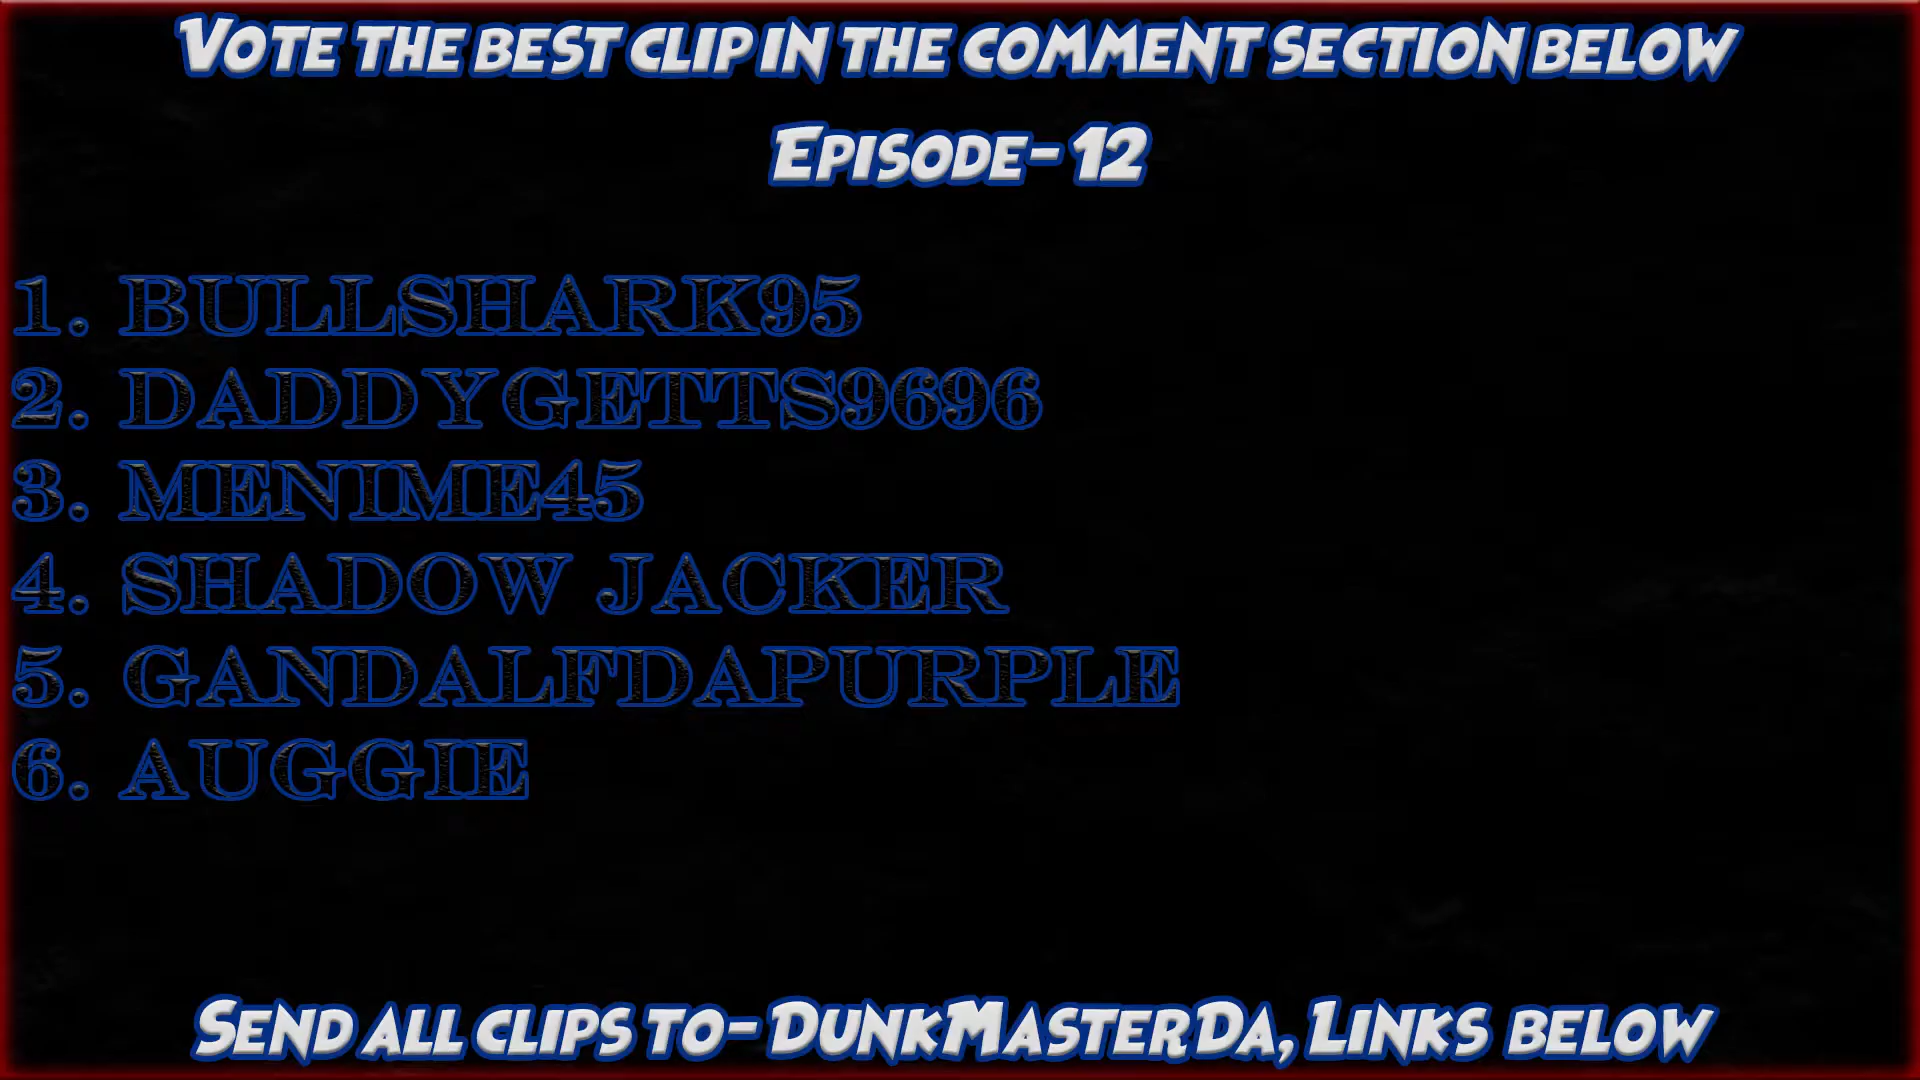 Vote the best clip in the comment section below
Episode- 12
1. BULLSHARK95
2. DADDYGETTS9696
3. MENIME45
4. SHADOW JACKER
5. GANDALFDAPURPLE
6. AUGGIE
Send all clips to- DunkMasterDa, Links below